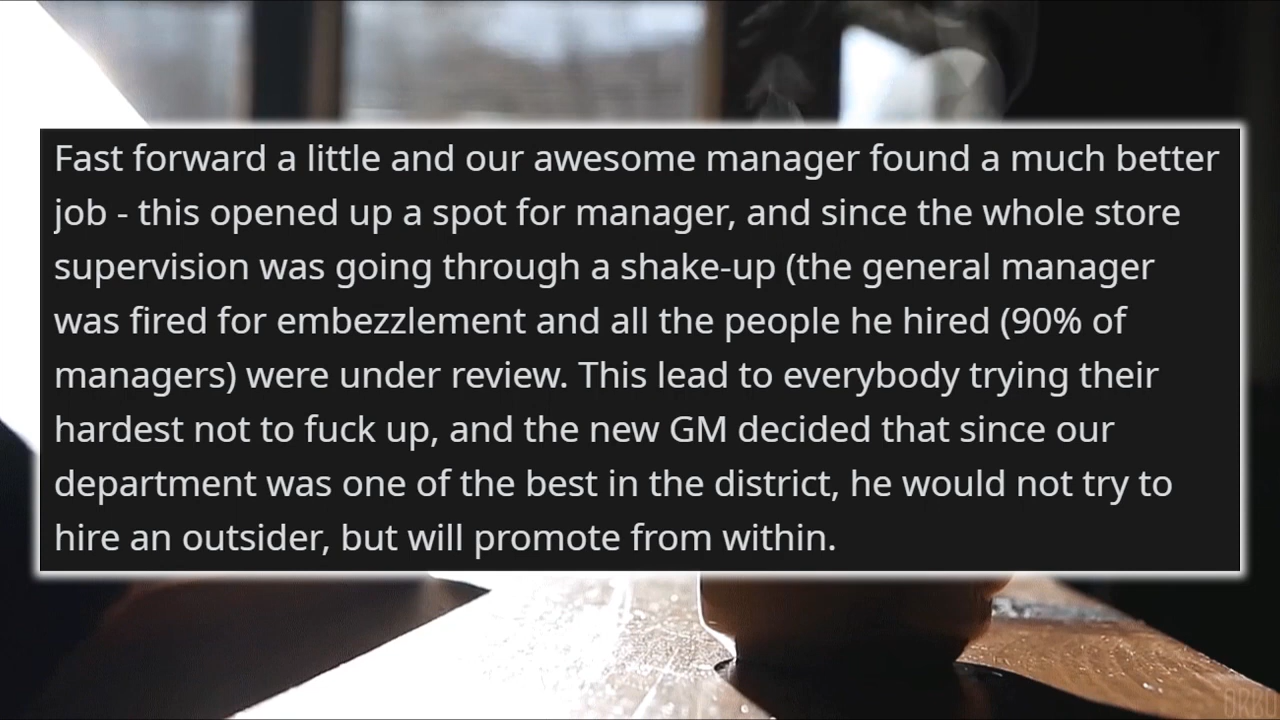 Fast forward a little and our awesome manager found a much better
job - this opened up a spot for manager, and since the whole store
supervision was going through a shake-up (the general manager
was fired for embezzlement and all the people he hired (90% of
managers) were under review. This lead to everybody trying their
hardest not to fuck up, and the new GM decided that since our
department was one of the best in the district, he would not try to
hire an outsider, but will promote from within.
ORBO